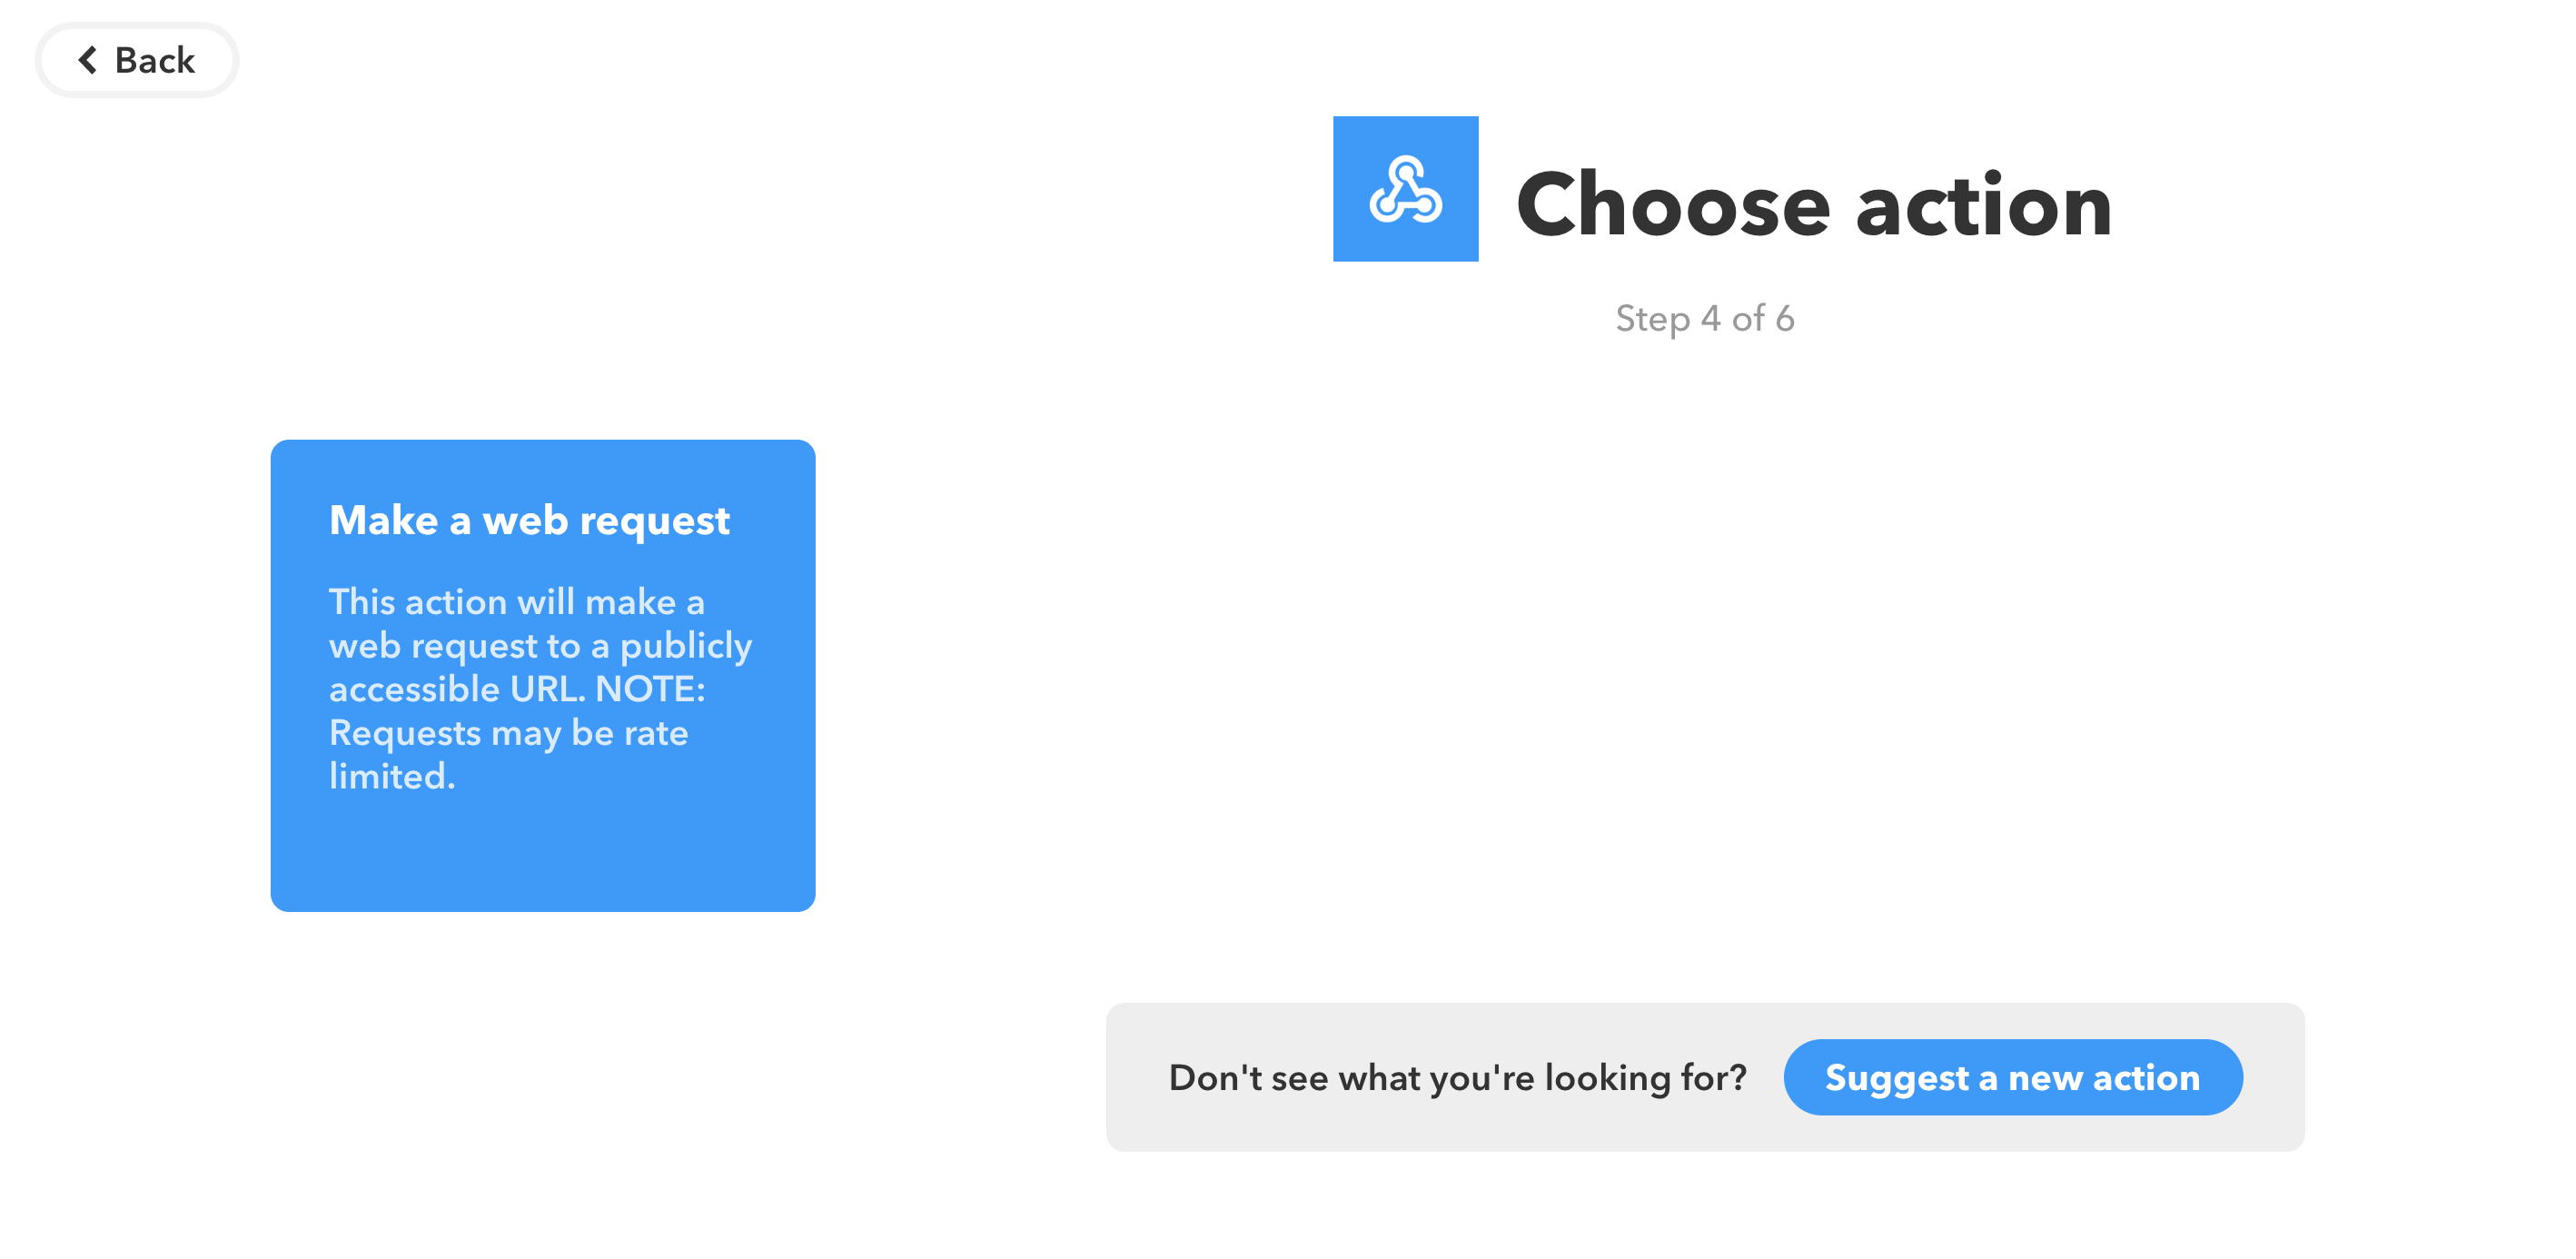 Back
Choose action
Step 4 of 6
Make a web request
This action will make a
web request to a publicly
accessible URL. NOTE:
Requests may be rate
limited.
Don't see what you're looking for?
Suggest a new action